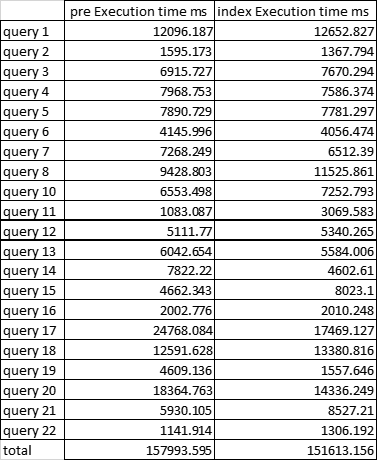 pre Execution time ms index Execution time ms
query 1 12096.187 12652.827
query 2 1595.173 1367.794
query 3 6915.727 7670.294
query 4 7968.753 7586.374
query 5 7890.729 7781.297
query 6 4145.996 4056.474
query 7 7268.249 6512.39
query 8 9428.803 11525.861
query 10 6553.498 7252.793
query 11 1083.087 3069.583
query 12 5111.77 5340.265
query 13 6042.654 5584.006
query 14 7822.22 4602.61
query 15 4662.343 8023.1
query 16 2002.776 2010.248
query 17 24768.084 17469.127
query 18 12591.628 13380.816
query 19 4609.136 1557.646
query 20 18364.763 14336.249
query 21 5930.105 8527.21
query 22 1141.914 1306.192
total 157993.595 151613.156